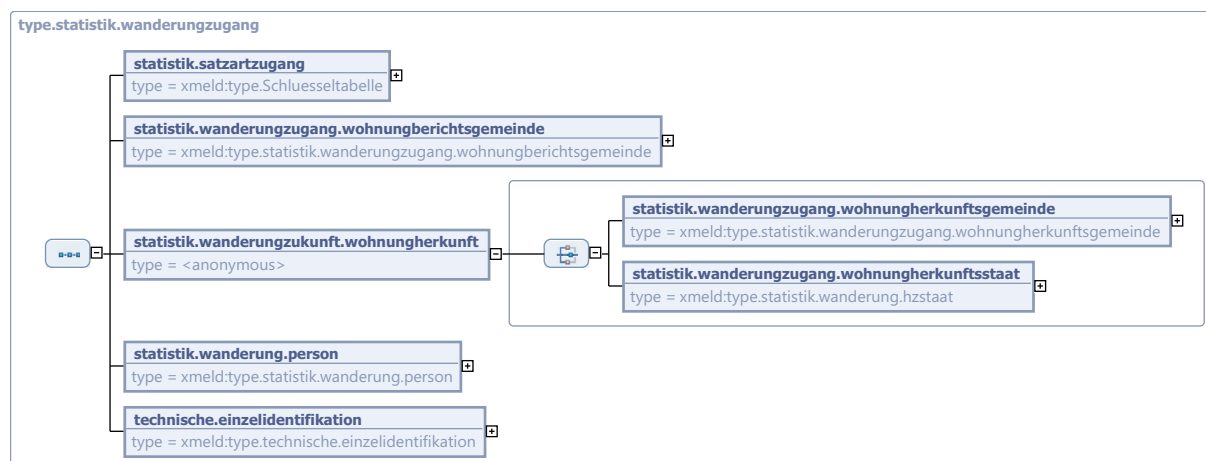 type.statistik.wanderungzugang
statistik.satzartzugang
type = xmeld:type.Schluesseltabelle
statistik.wanderungzugang.wohnungberichtsgemeinde
type = xmeld:type.statistik.wanderungzugang.wohnungberichtsgemeinde
statistik.wanderungzukunft.wohnungherkunft
type = <anonymous>
statistik.wanderungzugang.wohnungherkunftsgemeinde
type = xmeld:type.statistik.wanderungzugang.wohnungherkunftsgemeinde
statistik.wanderungzugang.wohnungherkunftsstaat
type = xmeld:type.statistik.wanderung.hzstaat
statistik.wanderung.person
type = xmeld:type.statistik.wanderung.person
technische.einzelidentifikation
type = xmeld:type.technische.einzelidentifikation